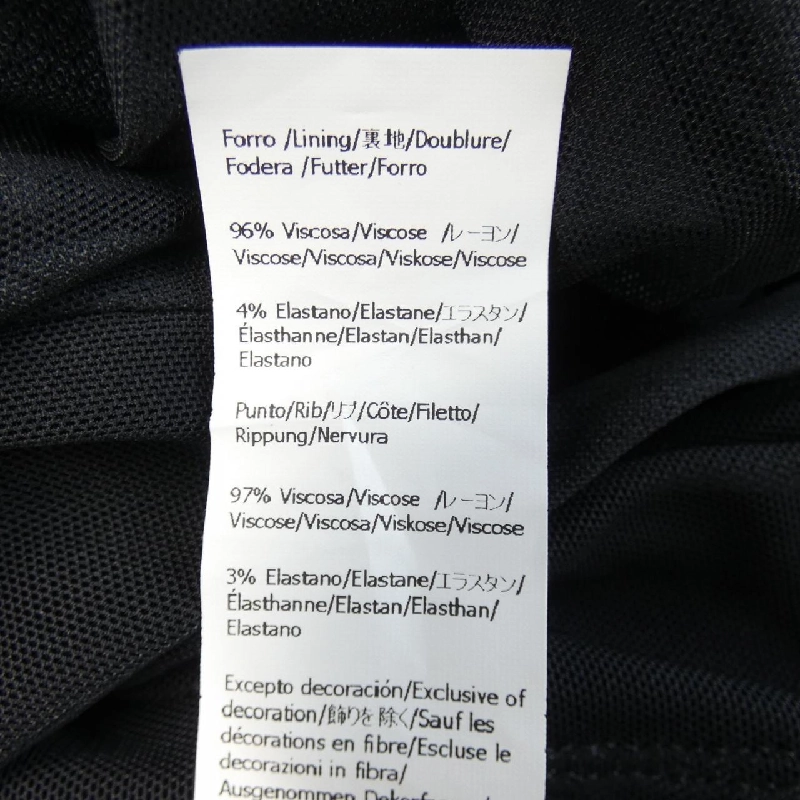 Forro /Lining/裏地/Doublure/
Fodera /Futter/Forro
96% Viscosa/Viscose /レーヨン/
Viscose/Viscosa/Viskose/Viscose
4% Elastano/Elastane/エラスタン/
Élasthanne/Elastan/Elasthan/
Elastano
Punto/Rib/リブ/Côte/Filetto/
Rippung/Nervura
97% Viscosa/Viscose /レーヨン/
Viscose/Viscosa/Viskose/Viscose
3% Elastano/Elastane/エラスタン/
Élasthanne/Elastan/Elasthan/
Elastano
Excepto decoración/Exclusive of
decoration/飾りを除く/Sauf les
décorations en fibre/Escluse le
decorazioni in fibra/
Ausgenommen